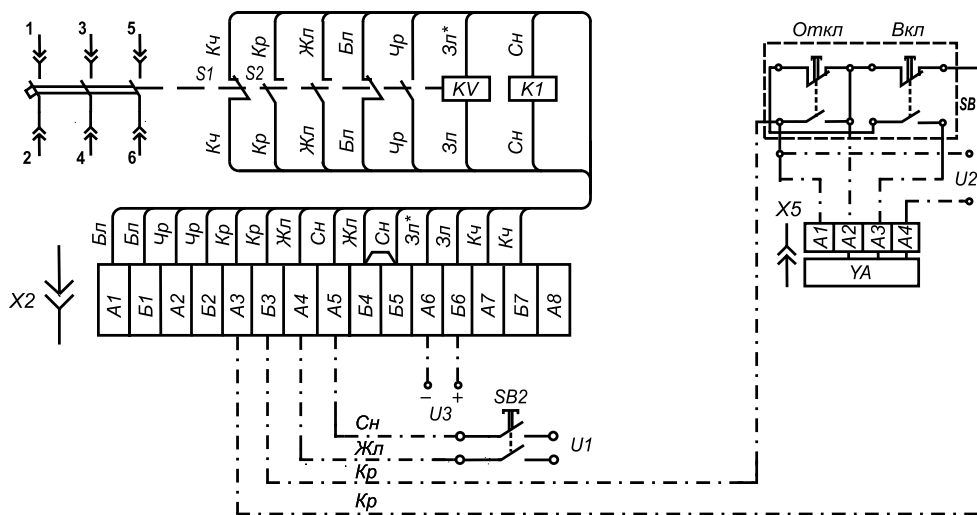 1 3 5
2 4 6
S1 S2
Кч Кр Жл Бл Чр Зл* Сн
KV K1
Кч Кр Жл Бл Чр Зл Сн
Откл Вкл
SB
U2
X5
А1 А2 А3 А4
YA
Бл Бл Чр Чр Кр Кр Жл Сн Жл Сн Зл* Зл Кч Кч
X2
А1 Б1 А2 Б2 А3 Б3 А4 А5 Б4 Б5 А6 Б6 А7 Б7 А8
– +
U3
SB2
Сн
U1
Жл
Кр
Кр